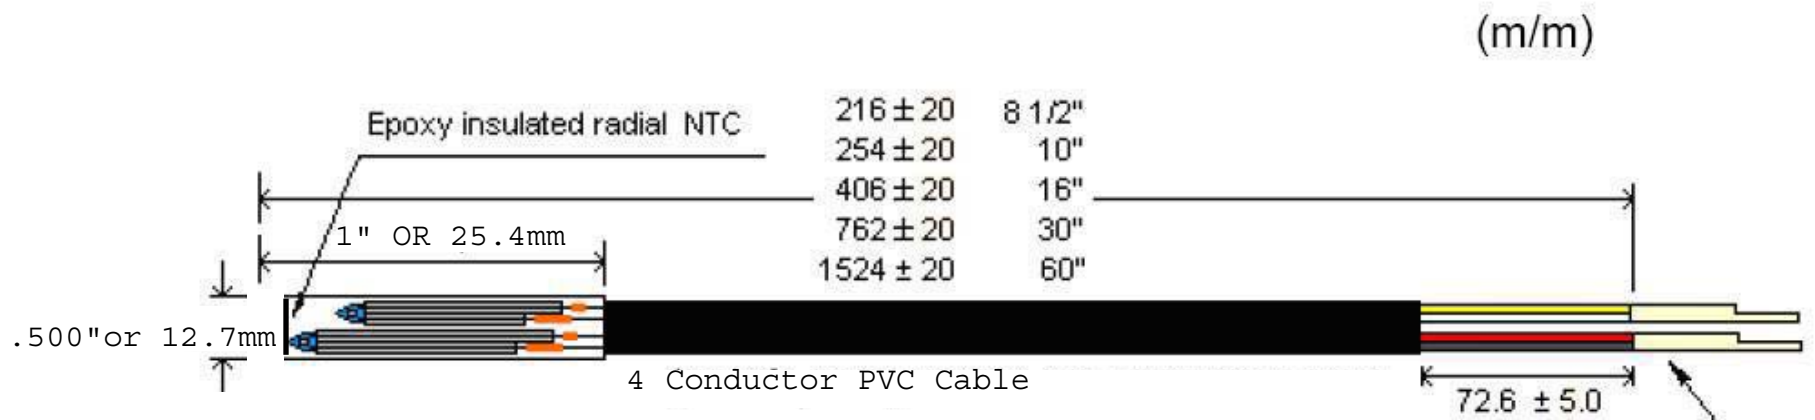 (m/m)
Epoxy insulated radial NTC
216 ± 20 8 1/2"
254 ± 20 10"
406 ± 20 16"
762 ± 20 30"
1524 ± 20 60"
1" OR 25.4mm
.500"or 12.7mm
4 Conductor PVC Cable
72.6 ± 5.0